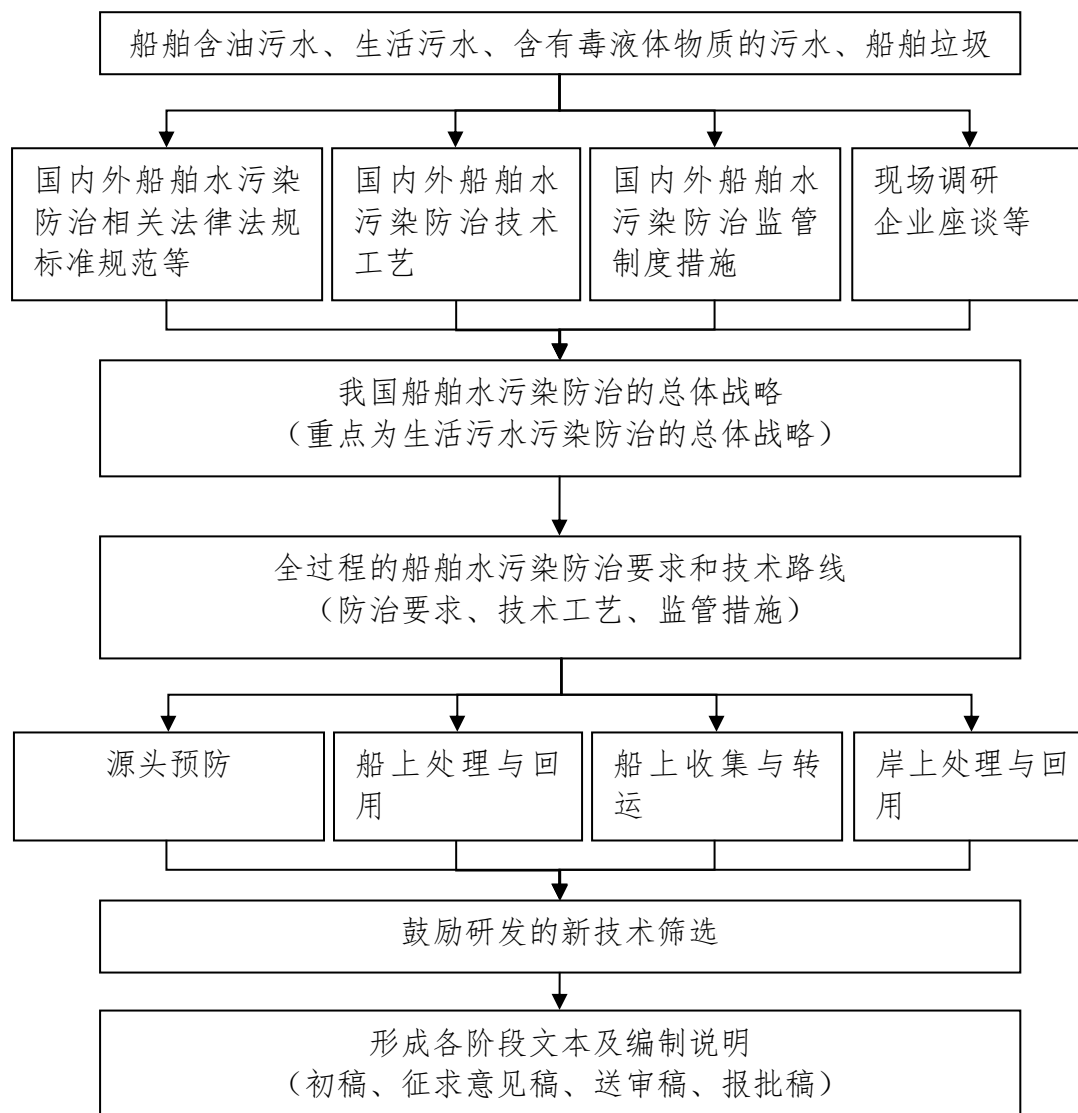 船舶含油污水、生活污水、含有毒液体物质的污水、船舶垃圾
国内外船舶水污染
防治相关法律法规
标准规范等
国内外船舶水
污染防治技术
工艺
国内外船舶水
污染防治监管
制度措施
现场调研
企业座谈等
我国船舶水污染防治的总体战略
（重点为生活污水污染防治的总体战略）
全过程的船舶水污染防治要求和技术路线
（防治要求、技术工艺、监管措施）
源头预防
船上处理与回
用
船上收集与转
运
岸上处理与回
用
鼓励研发的新技术筛选
形成各阶段文本及编制说明
（初稿、征求意见稿、送审稿、报批稿）